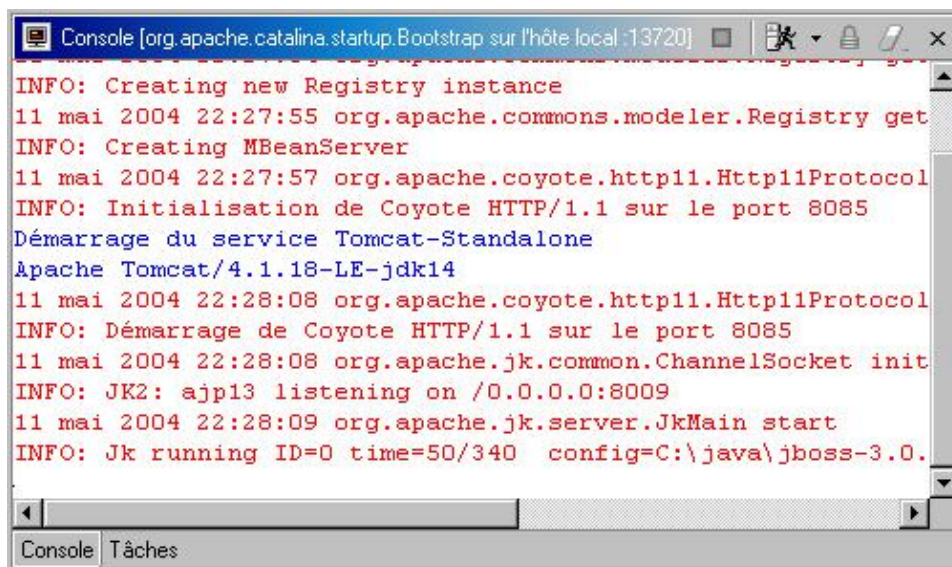 Console [org.apache.catalina.startup.Bootstrap sur l'hôte local :13720]
INFO: Creating new Registry instance
11 mai 2004 22:27:55 org.apache.commons.modeler.Registry get
INFO: Creating MBeanServer
11 mai 2004 22:27:57 org.apache.coyote.http11.Http11Protocol
INFO: Initialisation de Coyote HTTP/1.1 sur le port 8085
Démarrage du service Tomcat-Standalone
Apache Tomcat/4.1.18-LE-jdk14
11 mai 2004 22:28:08 org.apache.coyote.http11.Http11Protocol
INFO: Démarrage de Coyote HTTP/1.1 sur le port 8085
11 mai 2004 22:28:08 org.apache.jk.common.ChannelSocket init
INFO: JK2: ajp13 listening on /0.0.0.0:8009
11 mai 2004 22:28:09 org.apache.jk.server.JkMain start
INFO: Jk running ID=0 time=50/340  config=C:\java\jboss-3.0.
Console Tâches